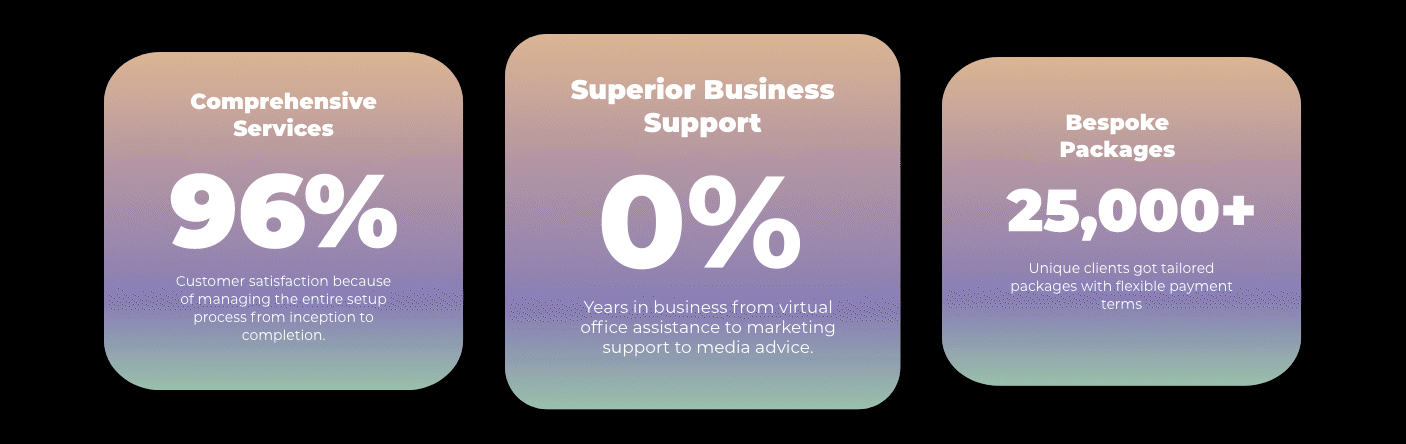 Comprehensive
Services
96%
Customer satisfaction because
of managing the entire setup
process from inception to
completion.
Superior Business
Support
0%
Years in business from virtual
office assistance to marketing
support to media advice.
Bespoke
Packages
25,000+
Unique clients got tailored
packages with flexible payment
terms